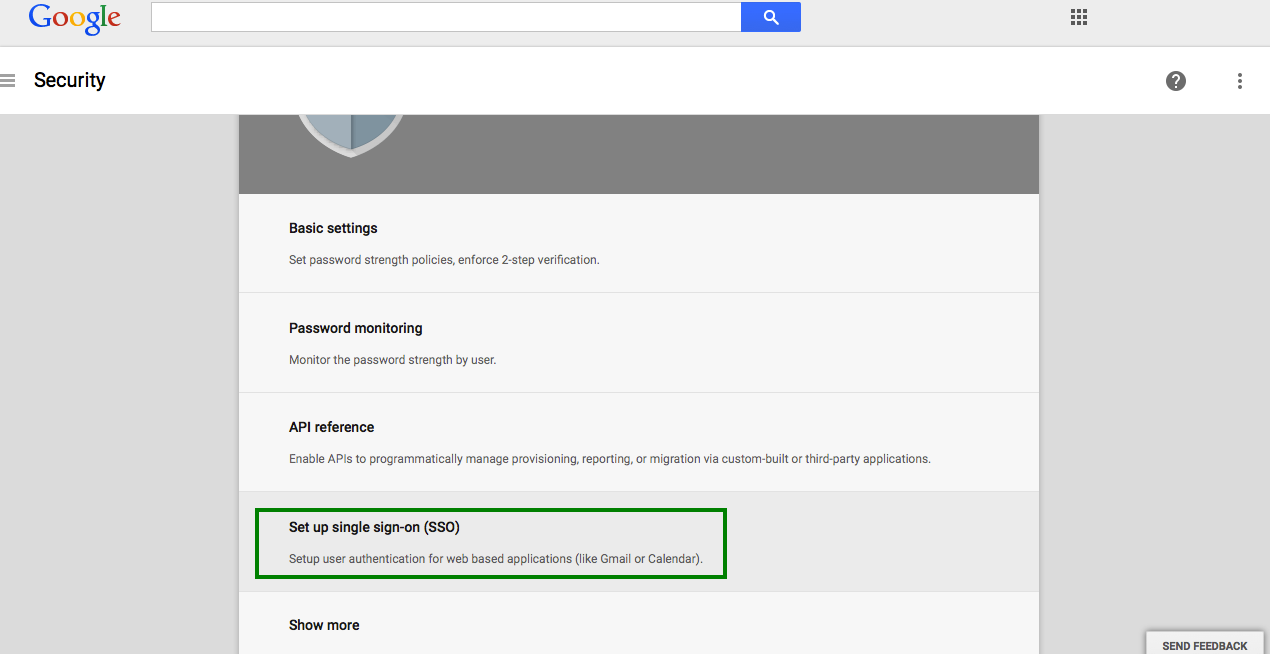 Google
Security
Basic settings
Set password strength policies, enforce 2-step verification.
Password monitoring
Monitor the password strength by user.
API reference
Enable APIs to programmatically manage provisioning, reporting, or migration via custom-built or third-party applications.
Set up single sign-on (SSO)
Setup user authentication for web based applications (like Gmail or Calendar).
Show more
SEND FEEDBACK